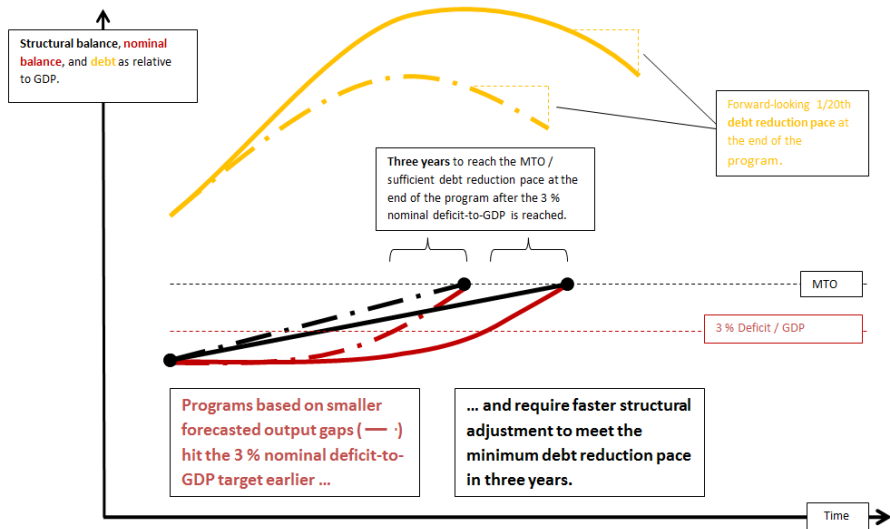 Structural balance, nominal
balance, and debt as relative
to GDP.
Forward-looking 1/20th
debt reduction pace at
the end of the
program.
Three years to reach the MTO /
sufficient debt reduction pace at the
end of the program after the 3 %
nominal deficit-to-GDP is reached.
MTO
3 % Deficit / GDP
Programs based on smaller
forecasted output gaps ( — · )
hit the 3 % nominal deficit-to-
GDP target earlier ...
... and require faster structural
adjustment to meet the
minimum debt reduction pace
in three years.
Time